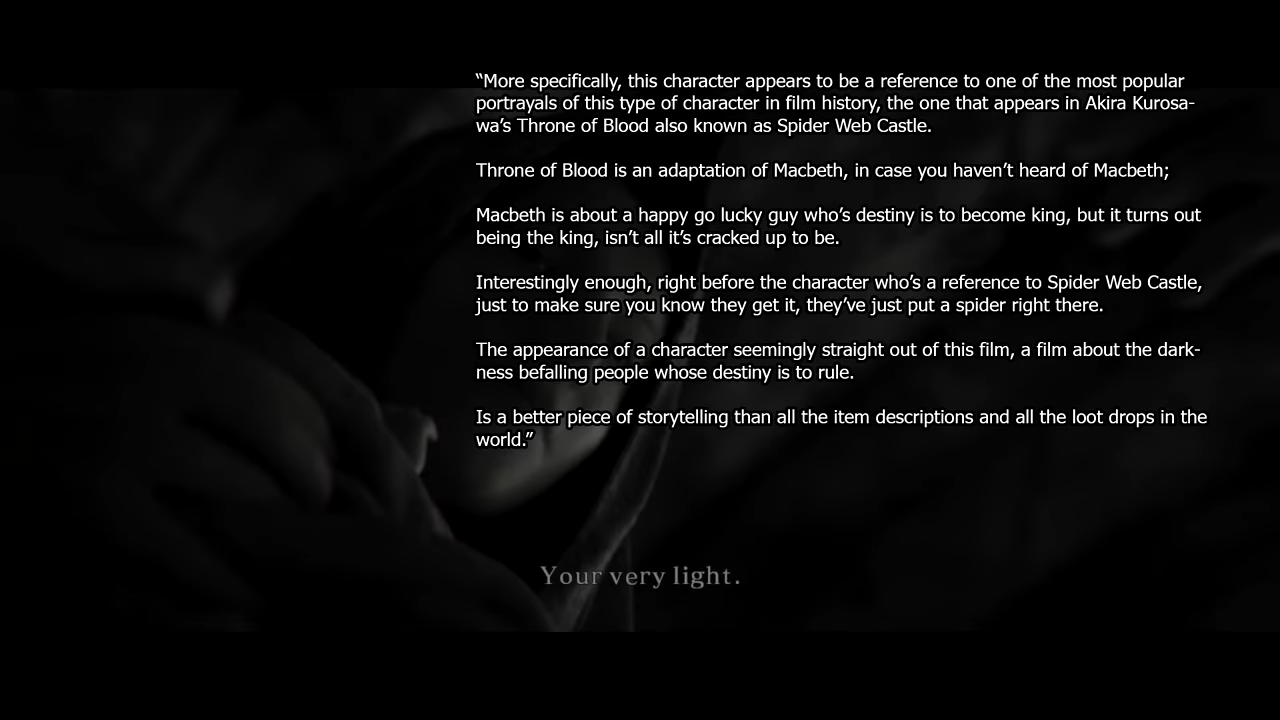 “More specifically, this character appears to be a reference to one of the most popular
portrayals of this type of character in film history, the one that appears in Akira Kurosa-
wa’s Throne of Blood also known as Spider Web Castle.
Throne of Blood is an adaptation of Macbeth, in case you haven’t heard of Macbeth;
Macbeth is about a happy go lucky guy who’s destiny is to become king, but it turns out
being the king, isn’t all it’s cracked up to be.
Interestingly enough, right before the character who’s a reference to Spider Web Castle,
just to make sure you know they get it, they’ve just put a spider right there.
The appearance of a character seemingly straight out of this film, a film about the dark-
ness befalling people whose destiny is to rule.
Is a better piece of storytelling than all the item descriptions and all the loot drops in the
world.”
Your very light.